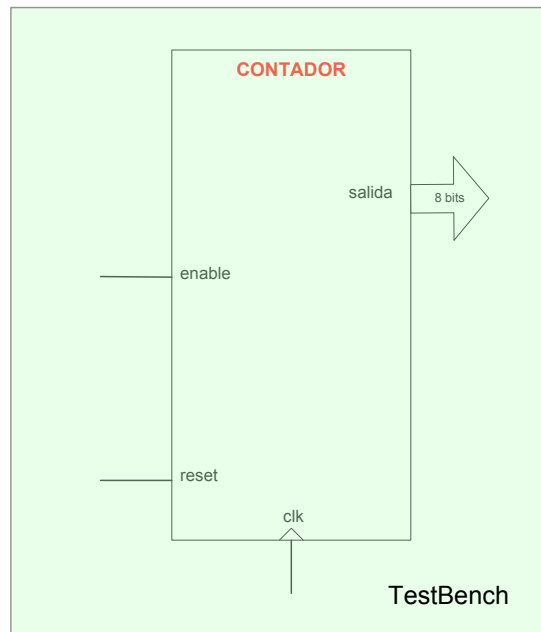 CONTADOR
salida
8 bits
enable
reset
clk
TestBench